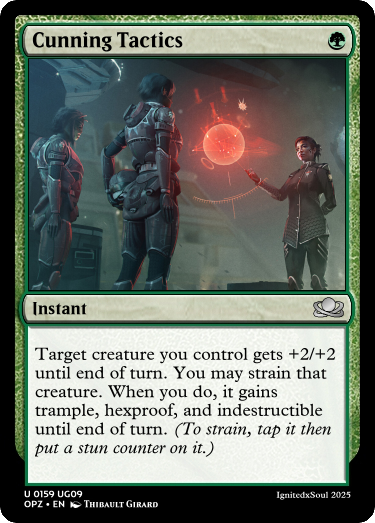 Cunning Tactics
Instant
Target creature you control gets +2/+2
until end of turn. You may strain that
creature. When you do, it gains
trample, hexproof, and indestructible
until end of turn. (To strain, tap it then
put a stun counter on it.)
U 0159 UG09
OPZ • EN Thibault Girard
IgnitedxSoul 2025